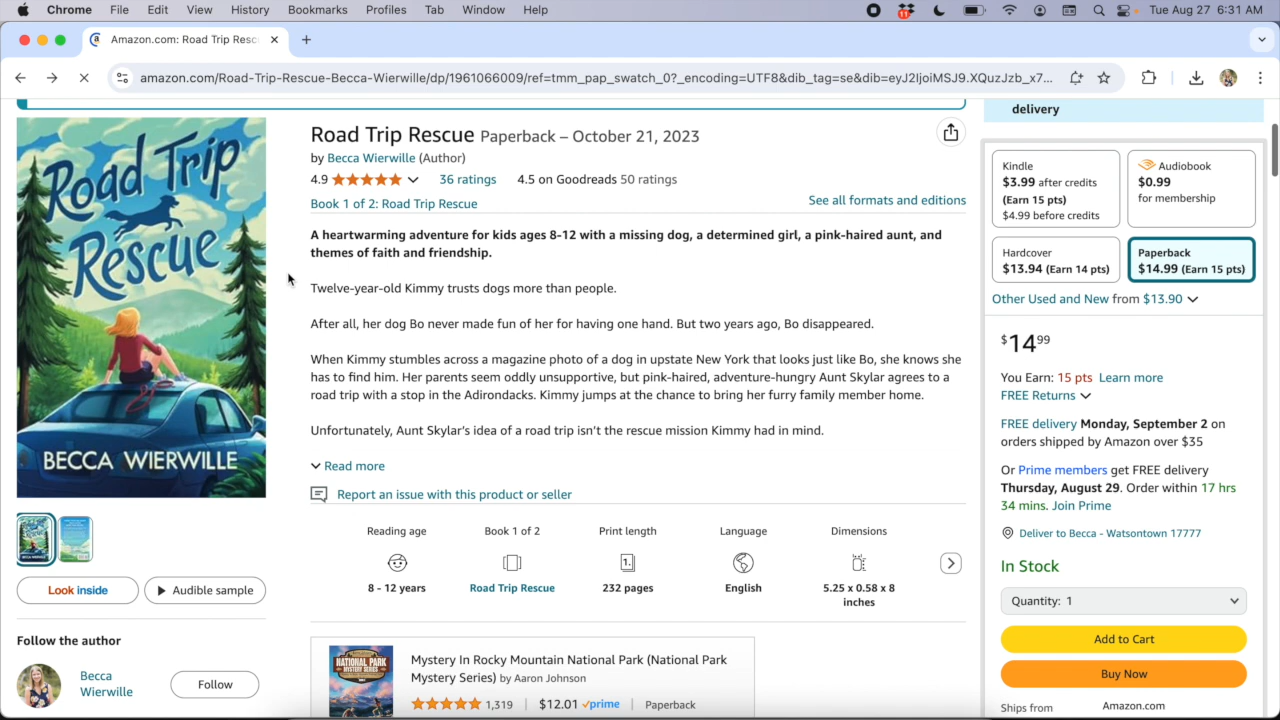 Chrome File Edit View History Bookmarks Profiles Tab Window Help
11
Tue Aug 27 6:31 AM
Amazon.com: Road Trip Resc
amazon.com/Road-Trip-Rescue-Becca-Wierwille/dp/1961066009/ref=tmm_pap_swatch_0?_encoding=UTF8&dib_tag=se&dib=eyJ2IjoiMSJ9.XQuzJzb_x7...
Road Trip
Rescue
BECCA WIERWILLE
Look inside
Audible sample
Follow the author
Becca
Wierwille
Follow
Road Trip Rescue Paperback – October 21, 2023
by Becca Wierwille (Author)
4.9
36 ratings
4.5 on Goodreads 50 ratings
Book 1 of 2: Road Trip Rescue
See all formats and editions
A heartwarming adventure for kids ages 8-12 with a missing dog, a determined girl, a pink-haired aunt, and
themes of faith and friendship.
Twelve-year-old Kimmy trusts dogs more than people.
After all, her dog Bo never made fun of her for having one hand. But two years ago, Bo disappeared.
When Kimmy stumbles across a magazine photo of a dog in upstate New York that looks just like Bo, she knows she
has to find him. Her parents seem oddly unsupportive, but pink-haired, adventure-hungry Aunt Skylar agrees to a
road trip with a stop in the Adirondacks. Kimmy jumps at the chance to bring her furry family member home.
Unfortunately, Aunt Skylar's idea of a road trip isn't the rescue mission Kimmy had in mind.
Read more
Report an issue with this product or seller
Reading age
8 - 12 years
Book 1 of 2
Road Trip Rescue
Print length
1.
232 pages
Language
English
Dimensions
5.25 x 0.58 x 8
inches
NATIONAL PARK
MYSTERY SERIES
Mystery In Rocky Mountain National Park (National Park
Mystery Series) by Aaron Johnson
1,319 | $12.01 prime | Paperback
delivery
Kindle
$3.99 after credits
(Earn 15 pts)
$4.99 before credits
Audiobook
$0.99
for membership
Hardcover
$13.94 (Earn 14 pts)
Paperback
$14.99 (Earn 15 pts)
Other Used and New from $13.90
$14 99
You Earn: 15 pts Learn more
FREE Returns
FREE delivery Monday, September 2 on
orders shipped by Amazon over $35
Or Prime members get FREE delivery
Thursday, August 29. Order within 17 hrs
34 mins. Join Prime
Deliver to Becca - Watsontown 17777
In Stock
Quantity: 1
Add to Cart
Buy Now
Ships from Amazon.com